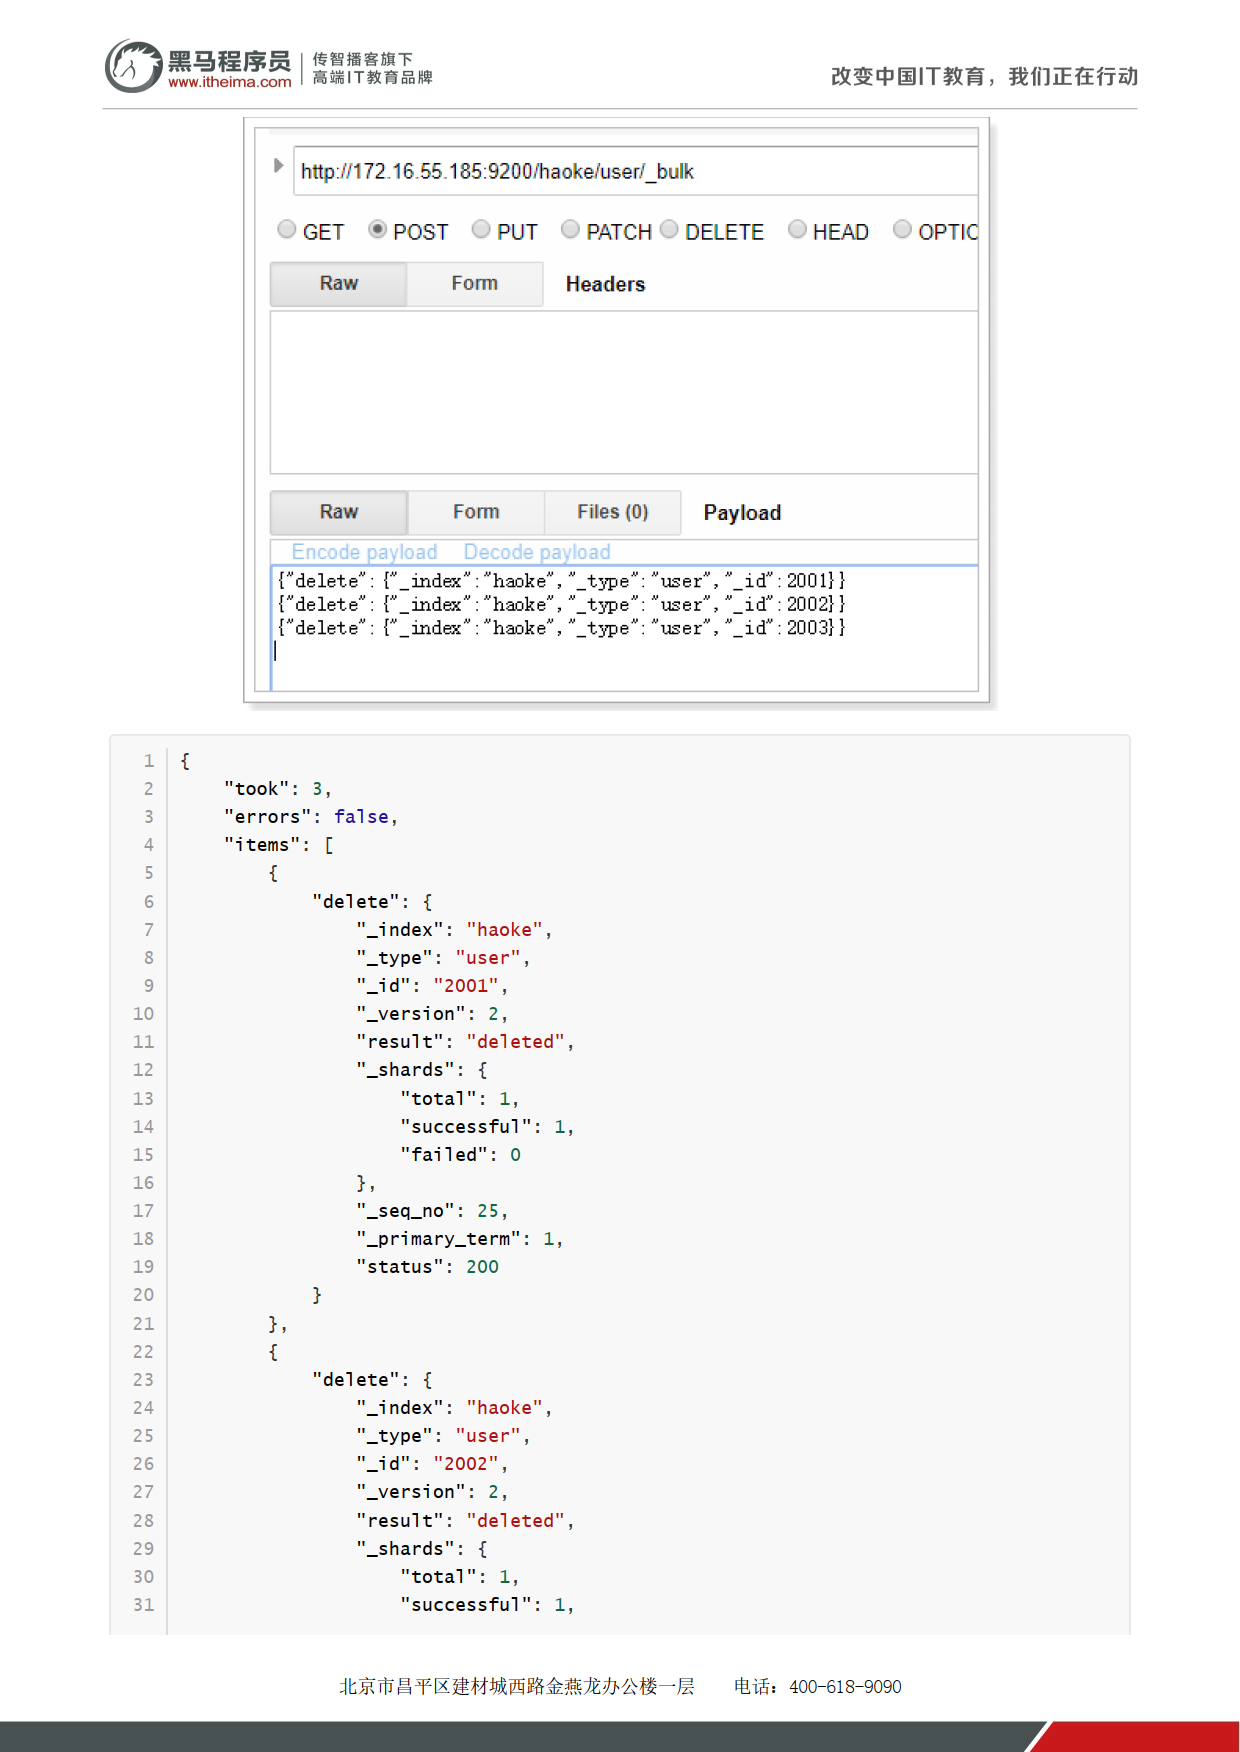 黑马程序员
www.itheima.com
传智播客旗下
高端IT教育品牌
改变中国IT教育，我们正在行动
http://172.16.55.185:9200/haoke/user/_bulk
GET POST PUT PATCH DELETE HEAD OPTIC
Raw Form Headers
Raw Form Files (0) Payload
Encode payload Decode payload
{"delete":{"_index":"haoke","_type":"user","_id":2001}}
{"delete":{"_index":"haoke","_type":"user","_id":2002}}
{"delete":{"_index":"haoke","_type":"user","_id":2003}}
1 {
2 "took": 3,
3 "errors": false,
4 "items": [
5 {
6 "delete": {
7 "_index": "haoke",
8 "_type": "user",
9 "_id": "2001",
10 "_version": 2,
11 "result": "deleted",
12 "_shards": {
13 "total": 1,
14 "successful": 1,
15 "failed": 0
16 },
17 "_seq_no": 25,
18 "_primary_term": 1,
19 "status": 200
20 }
21 },
22 {
23 "delete": {
24 "_index": "haoke",
25 "_type": "user",
26 "_id": "2002",
27 "_version": 2,
28 "result": "deleted",
29 "_shards": {
30 "total": 1,
31 "successful": 1,
北京市昌平区建材城西路金燕龙办公楼一层 电话：400-618-9090